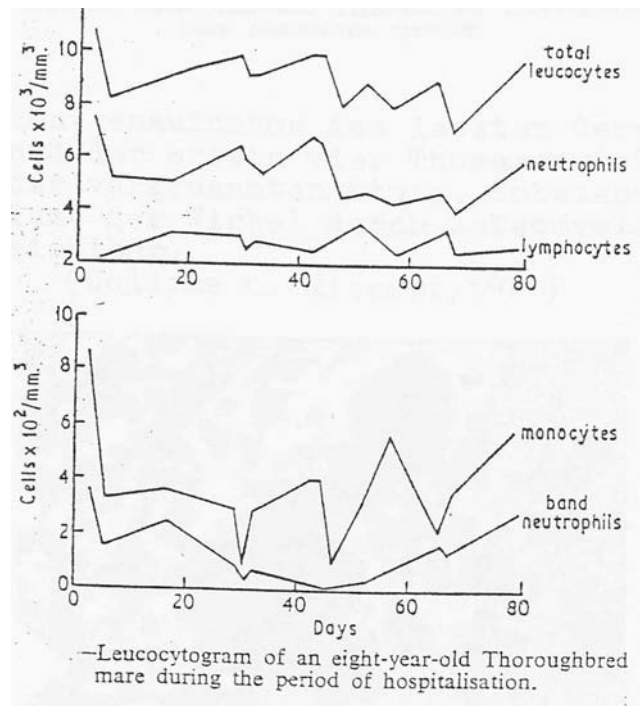 10
8
6
4
2
Cells x 10³/mm.³
total
leucocytes
neutrophils
lymphocytes
0 20 40 60 80
10
8
6
4
2
0
Cells x 10²/mm.³
monocytes
band
neutrophils
0 20 40 60 80
Days
—Leucocytogram of an eight-year-old Thoroughbred
mare during the period of hospitalisation.